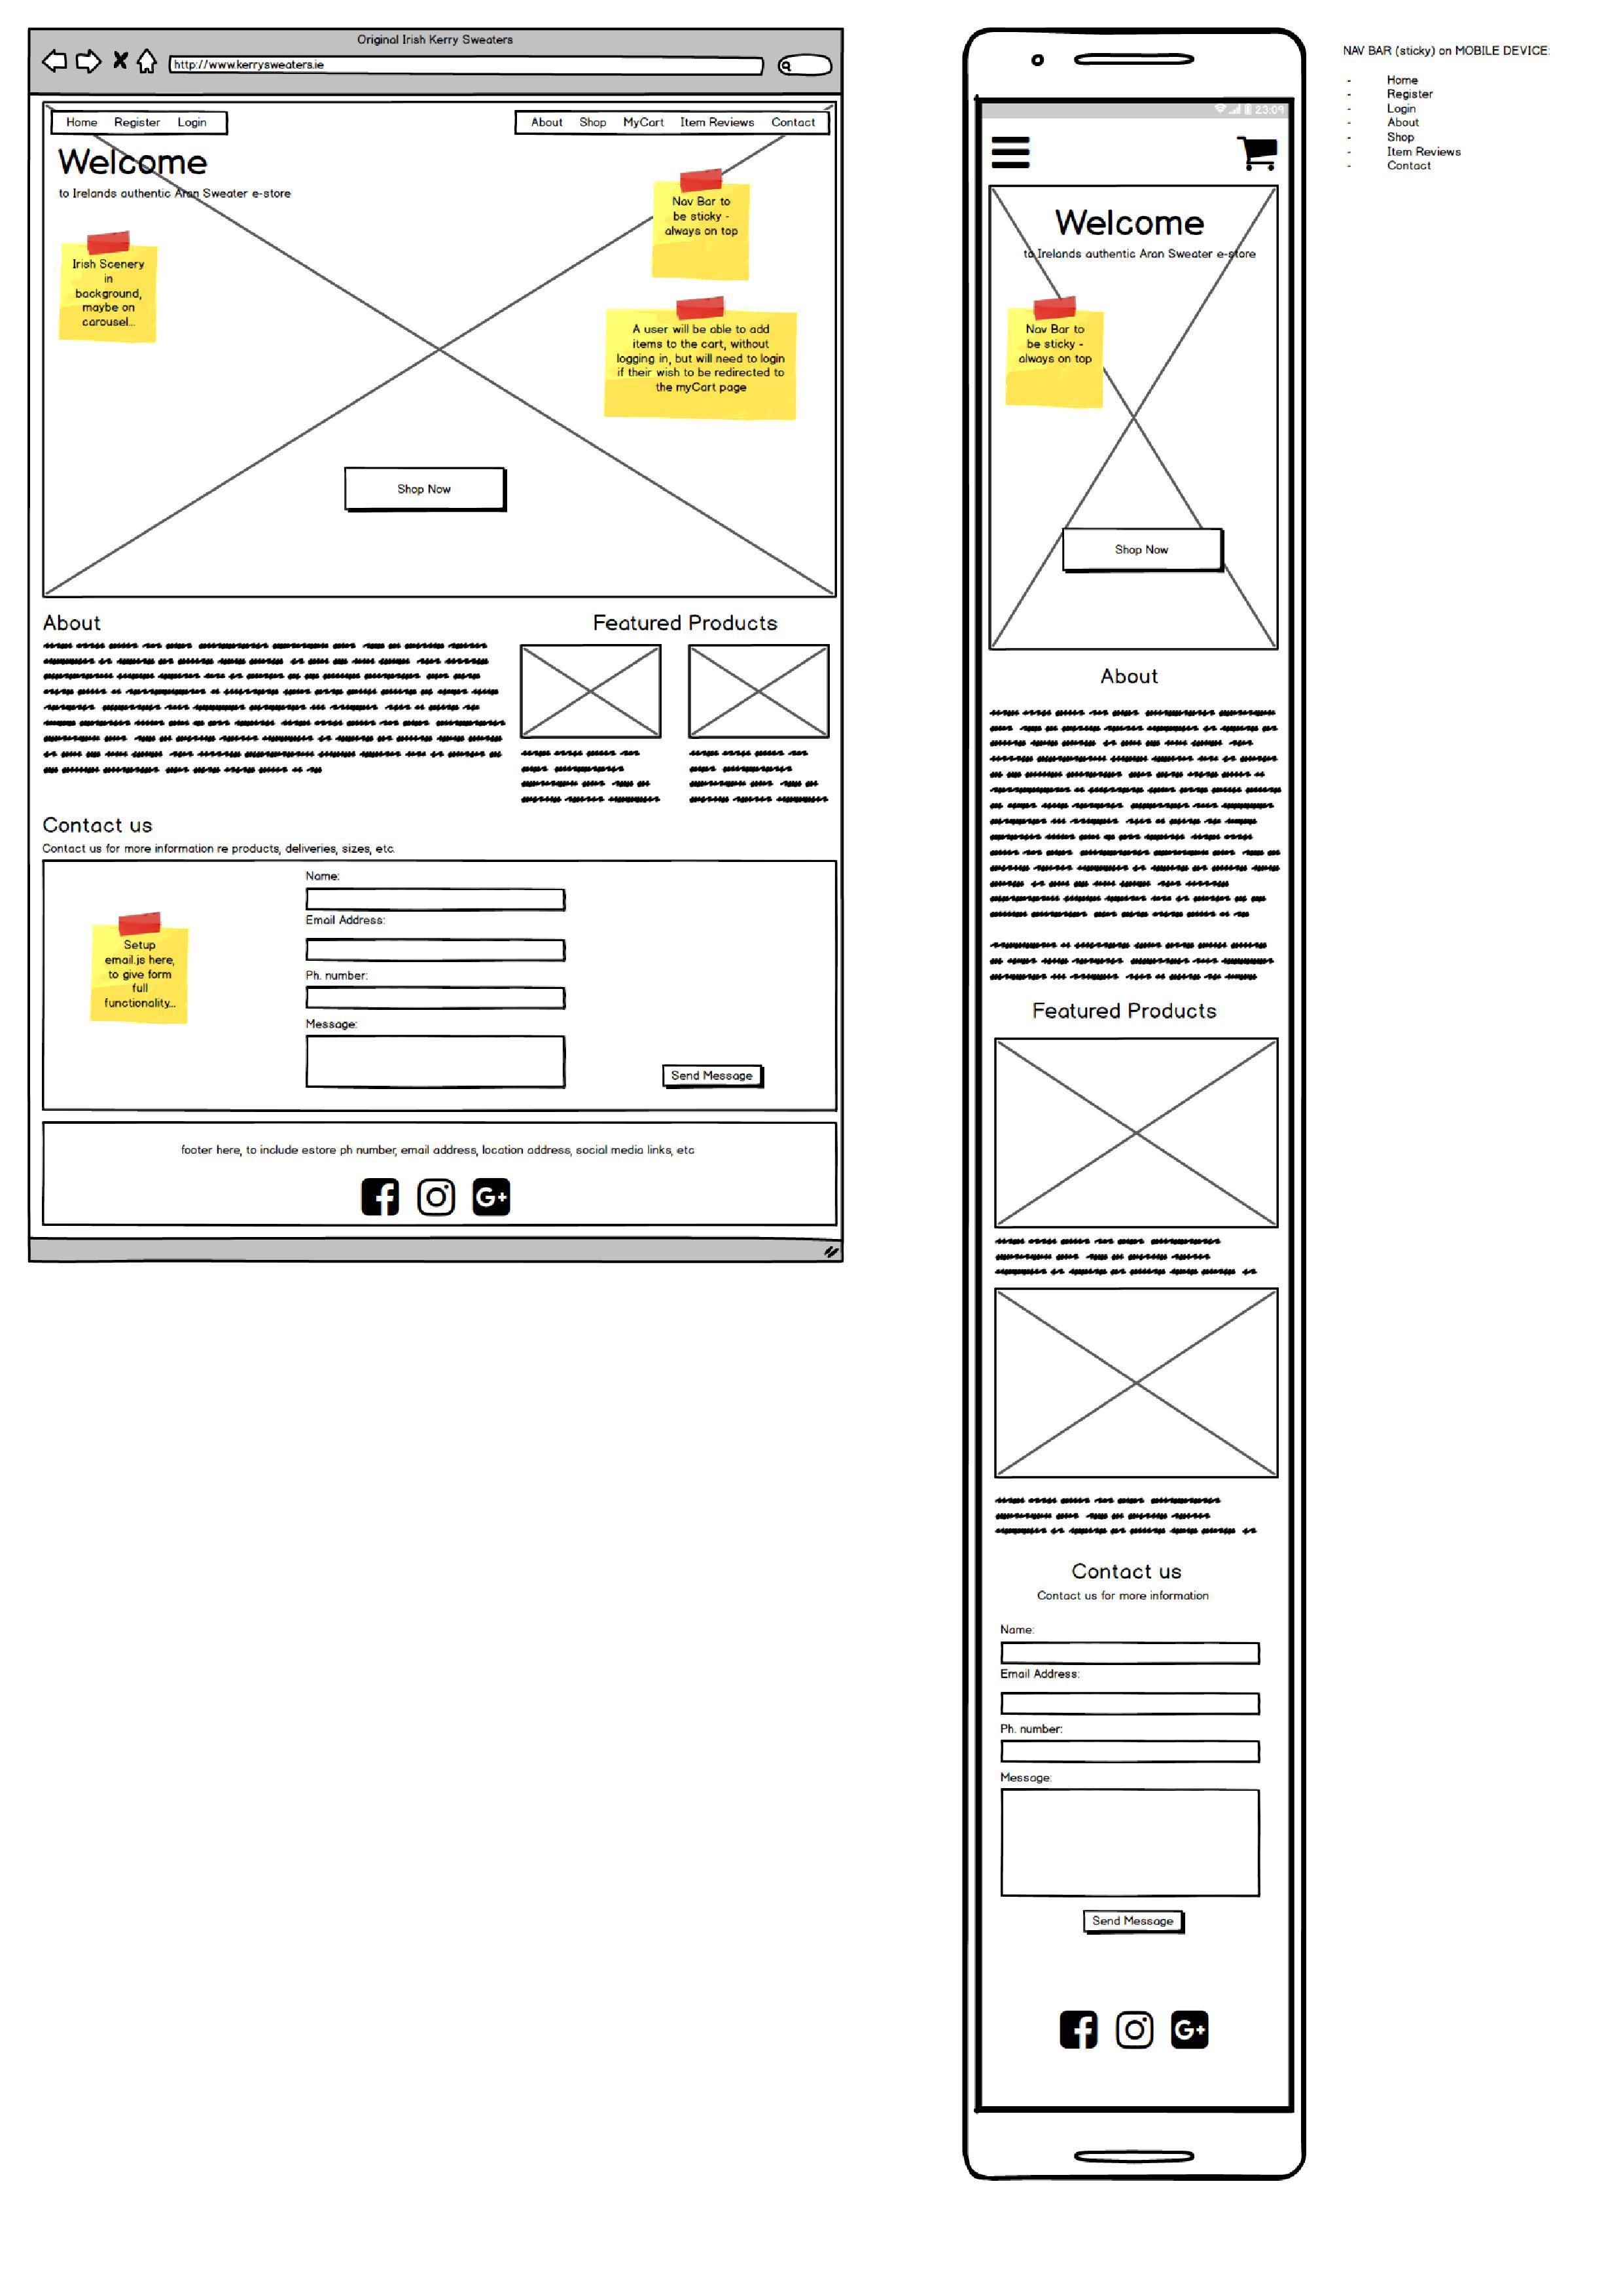 Original Irish Kerry Sweaters
http://www.kerrysweaters.ie
Home Register Login
About Shop MyCart Item Reviews Contact
Welcome
to Irelands authentic Aran Sweater e-store
Irish Scenery
in
background,
maybe on
carousel...
Nav Bar to
be sticky -
always on top
A user will be able to add
items to the cart, without
logging in, but will need to login
if their wish to be redirected to
the myCart page
Shop Now
About
Featured Products
Contact us
Contact us for more information re products, deliveries, sizes, etc.
Name:
Email Address:
Ph. number:
Message:
Setup
email.js here,
to give form
full
functionality...
Send Message
footer here, to include estore ph number, email address, location address, social media links, etc
G+
23:09
Welcome
to Irelands authentic Aran Sweater e-store
Nav Bar to
be sticky -
always on top
Shop Now
About
Featured Products
Contact us
Contact us for more information
Name:
Email Address:
Ph. number:
Message:
Send Message
G+
NAV BAR (sticky) on MOBILE DEVICE:
- Home
- Register
- Login
- About
- Shop
- Item Reviews
- Contact